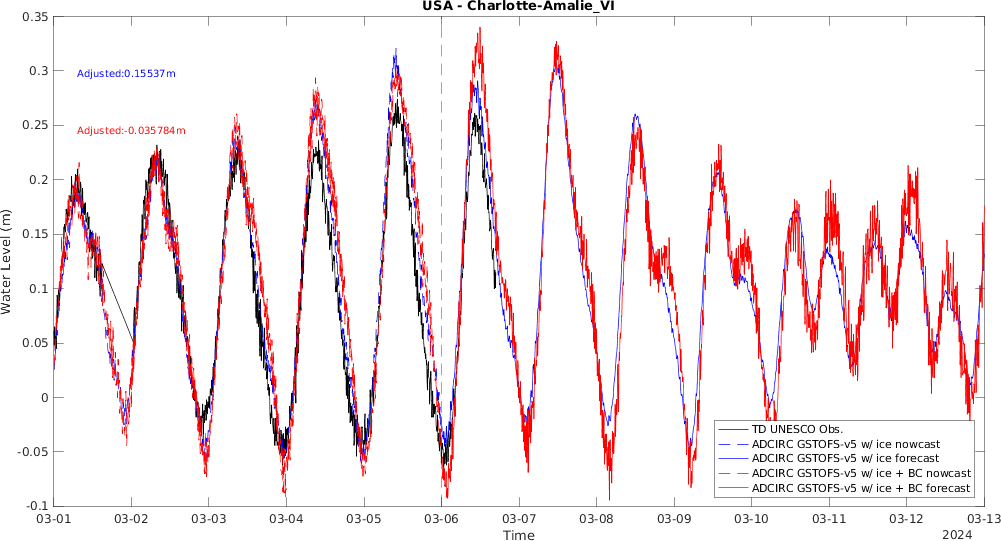 USA - Charlotte-Amalie_VI
0.35
0.3
0.25
0.2
0.15
0.1
0.05
0
-0.05
-0.1
Water Level (m)
Adjusted:0.15537m
Adjusted:-0.035784m
TD UNESCO Obs.
ADCIRC GSTOFS-v5 w/ ice nowcast
ADCIRC GSTOFS-v5 w/ ice forecast
ADCIRC GSTOFS-v5 w/ ice + BC nowcast
ADCIRC GSTOFS-v5 w/ ice + BC forecast
03-01 03-02 03-03 03-04 03-05 03-06 03-07 03-08 03-09 03-10 03-11 03-12 03-13
Time
2024